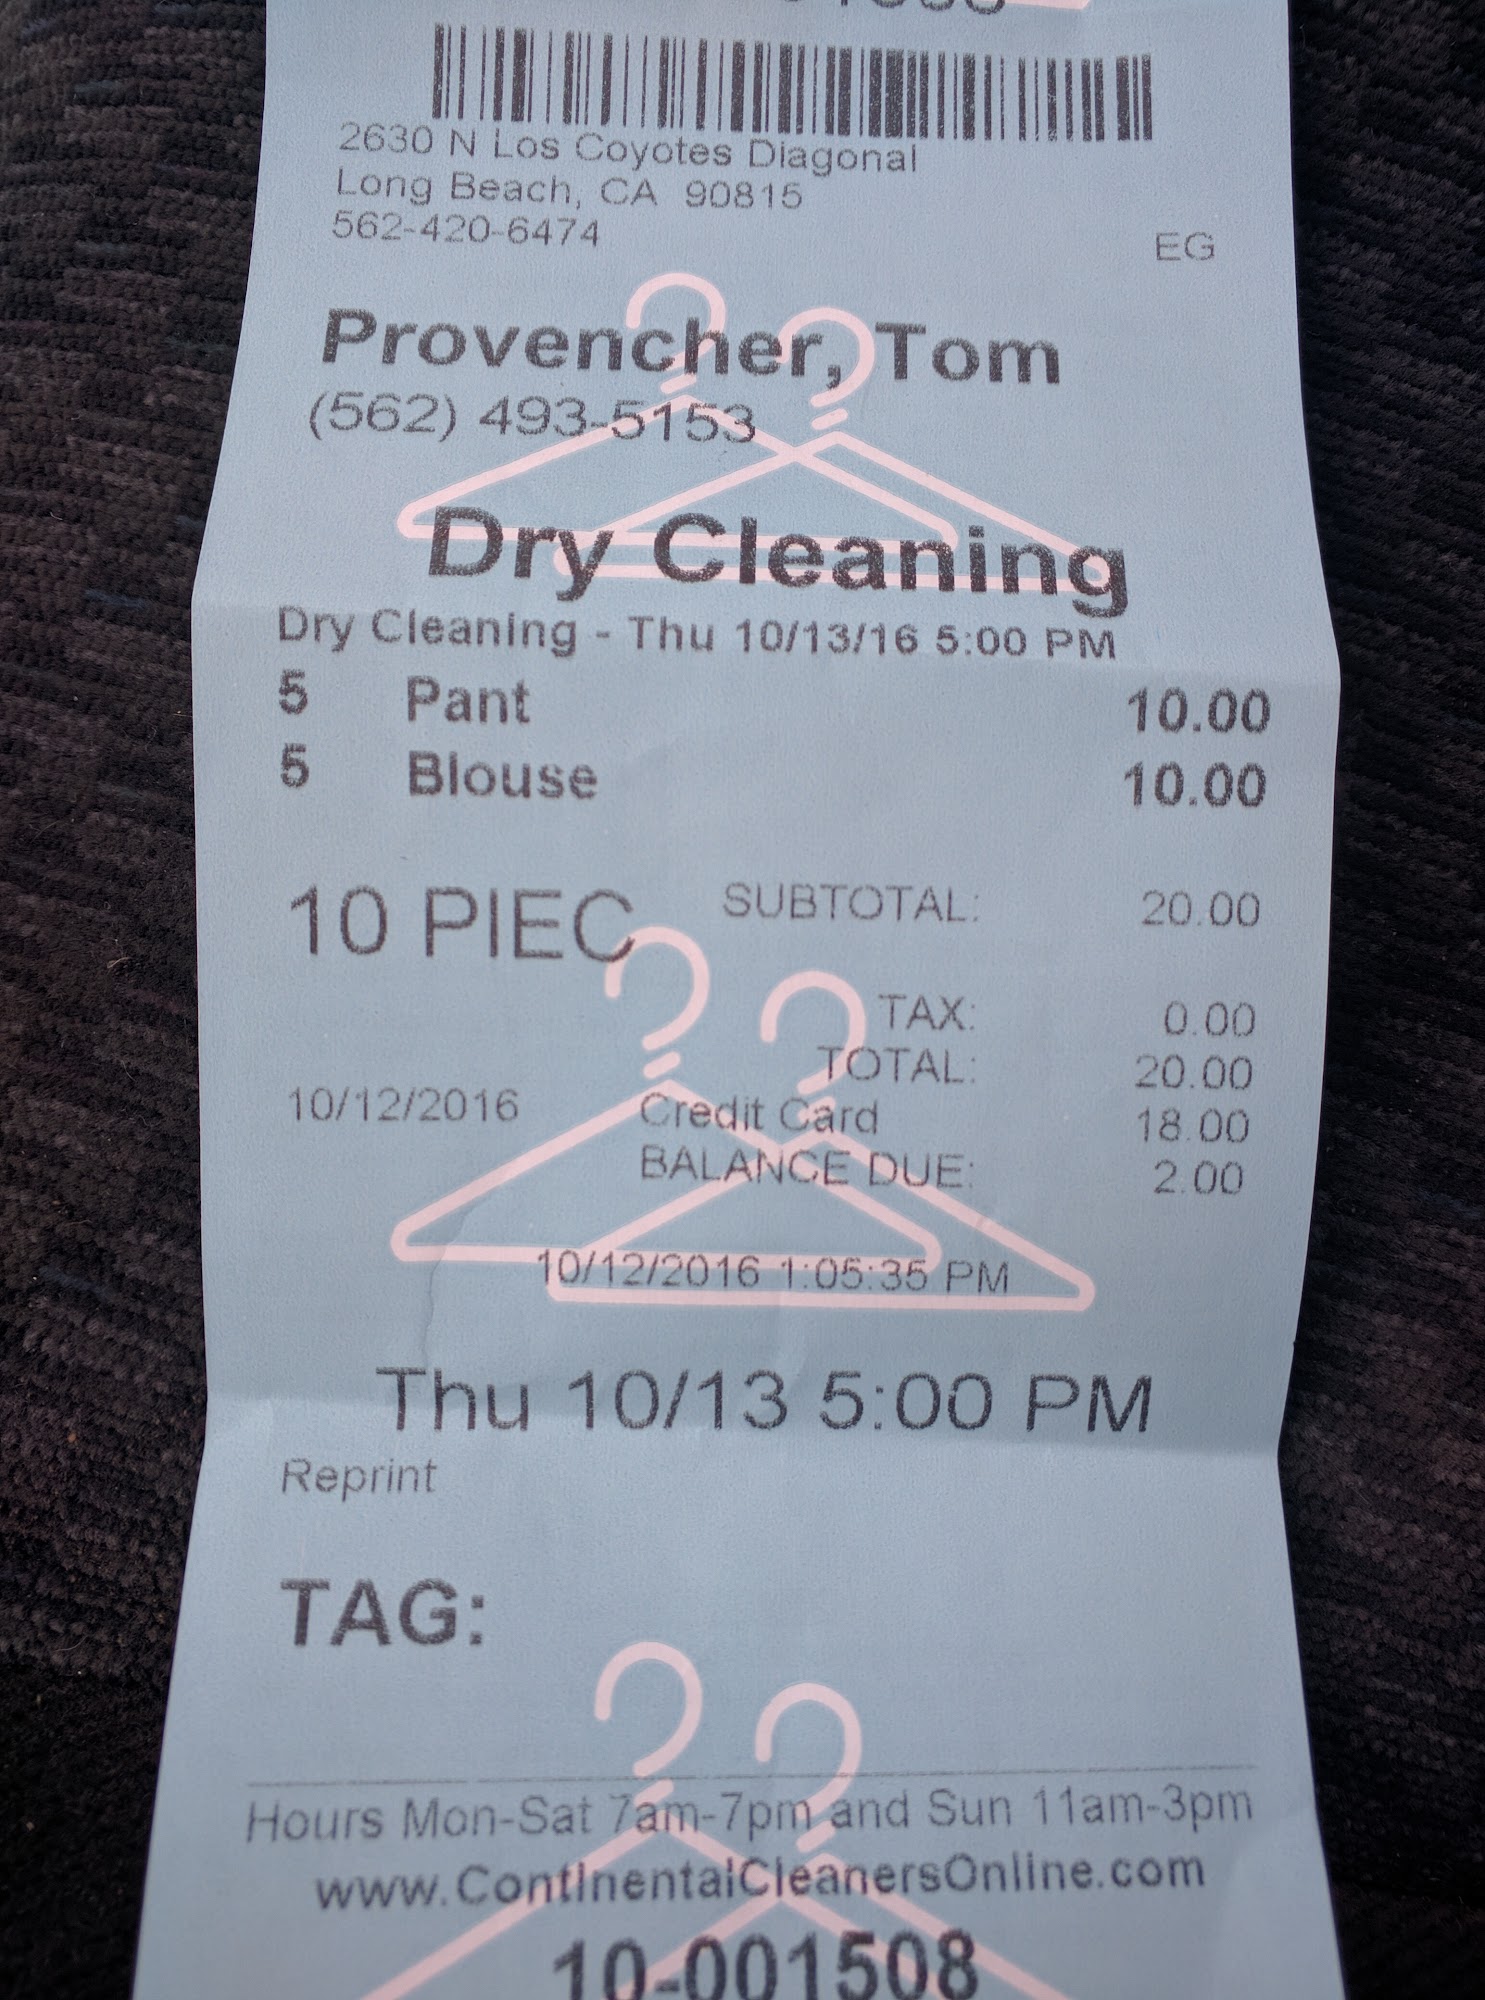 2630 N Los Coyotes Diagonal
Long Beach, CA 90815
562-420-6474
EG
Provencher, Tom
(562) 493-5153
Dry Cleaning
Dry Cleaning - Thu 10/13/16 5:00 PM
5 Pant 10.00
5 Blouse 10.00
10 PIEC SUBTOTAL: 20.00
TAX: 0.00
TOTAL: 20.00
10/12/2016 Credit Card 18.00
BALANCE DUE: 2.00
10/12/2016 1:05:35 PM
Thu 10/13 5:00 PM
Reprint
TAG:
Hours Mon-Sat 7am-7pm and Sun 11am-3pm
www.ContinentalCleanersOnline.com
10-001508